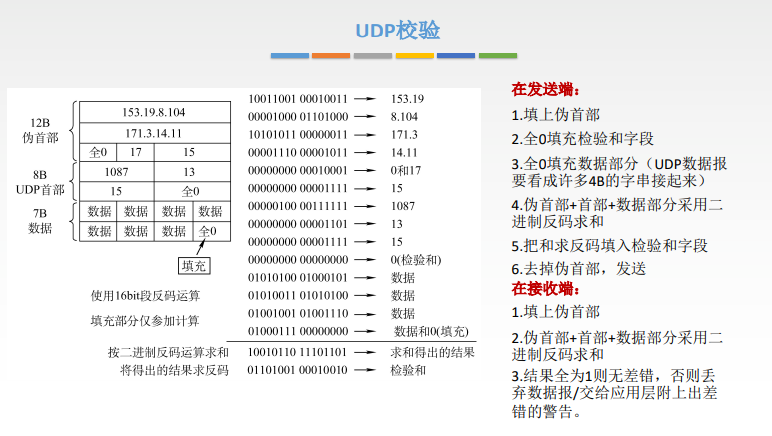 UDP校验
12B
伪首部
153.19.8.104
171.3.14.11
全0 17 15
8B
UDP首部
1087 13
15 全0
7B
数据
数据 数据 数据 数据
数据 数据 数据 全0
填充
使用16bit段反码运算
填充部分仅参加计算
10011001 00010011 → 153.19
00001000 01101000 → 8.104
10101011 00000011 → 171.3
00001110 00001011 → 14.11
00000000 00010001 → 0和17
00000000 00001111 → 15
00000100 00111111 → 1087
00000000 00001101 → 13
00000000 00001111 → 15
00000000 00000000 → 0(检验和)
01010100 01000101 → 数据
01010011 01010100 → 数据
01001001 01001110 → 数据
01000111 00000000 → 数据和0(填充)
按二进制反码运算求和 10010110 11101101 → 求和得出的结果
将得出的结果求反码 01101001 00010010 → 检验和
在发送端：
1.填上伪首部
2.全0填充检验和字段
3.全0填充数据部分（UDP数据报
要看成许多4B的字串接起来）
4.伪首部+首部+数据部分采用二
进制反码求和
5.把和求反码填入检验和字段
6.去掉伪首部，发送
在接收端：
1.填上伪首部
2.伪首部+首部+数据部分采用二
进制反码求和
3.结果全为1则无差错，否则丢
弃数据报/交给应用层附上出差
错的警告。